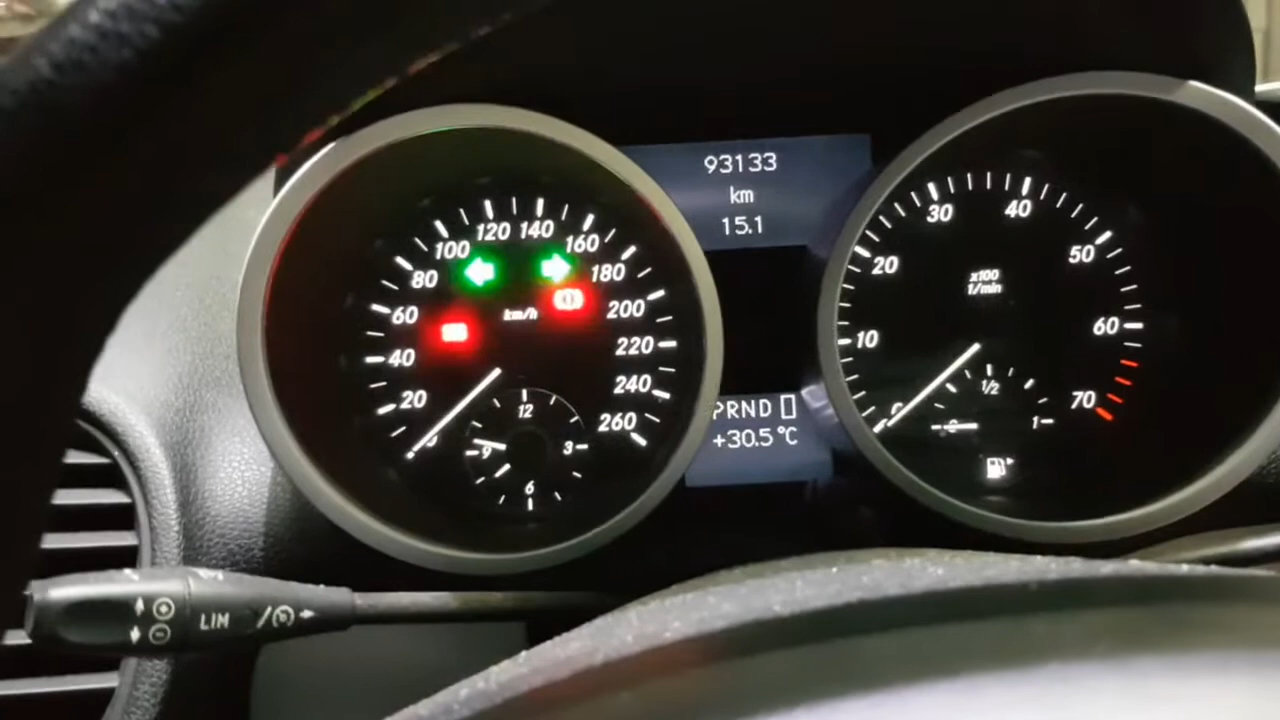 93133
km
15.1
120 140
100 160
80 180
60 200
40 220
20 240
0 260
km/h
12
9 3
6
30 40
20 50
x100
1/min
10 60
0 70
1/2
0 1
PRND
+30.5°C
LIM